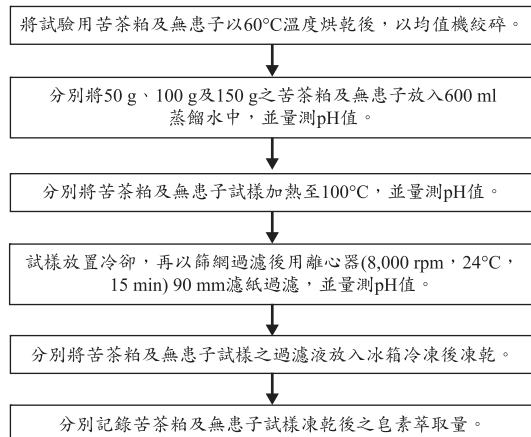 將試驗用苦茶粕及無患子以60°C溫度烘乾後，以均值機絞碎。
分別將50 g、100 g及150 g之苦茶粕及無患子放入600 ml
蒸餾水中，並量測pH值。
分別將苦茶粕及無患子試樣加熱至100°C，並量測pH值。
試樣放置冷卻，再以篩網過濾後用離心器(8,000 rpm，24°C，
15 min) 90 mm濾紙過濾，並量測pH值。
分別將苦茶粕及無患子試樣之過濾液放入冰箱冷凍後凍乾。
分別記錄苦茶粕及無患子試樣凍乾後之皂素萃取量。